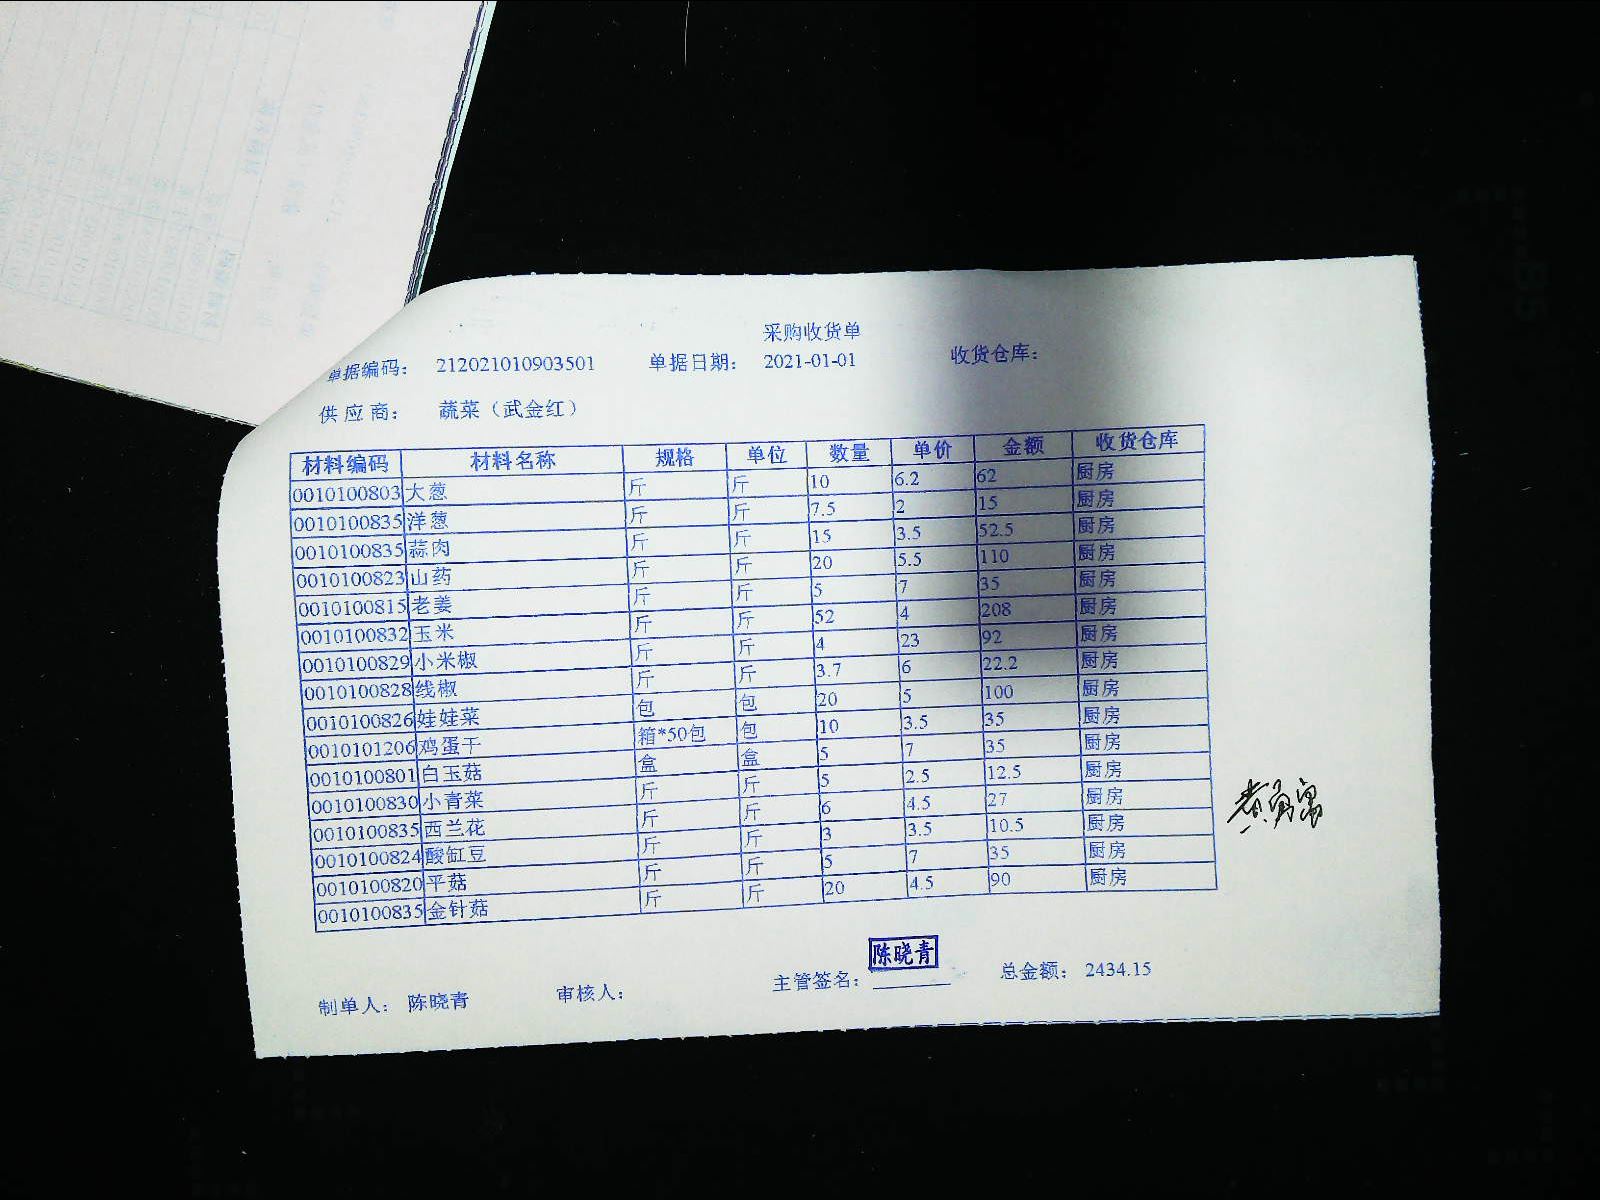 采购收货单
单据编码： 212021010903501 单据日期： 2021-01-01 收货仓库：
供应商： 蔬菜（武金红）
材料编码 材料名称 规格 单位 数量 单价 金额 收货仓库
0010100803 大葱 斤 斤 10 6.2 62 厨房
0010100835 洋葱 斤 斤 7.5 2 15 厨房
0010100835 蒜肉 斤 斤 15 3.5 52.5 厨房
0010100823 山药 斤 斤 20 5.5 110 厨房
0010100815 老姜 斤 斤 5 7 35 厨房
0010100832 玉米 斤 斤 52 4 208 厨房
0010100829 小米椒 斤 斤 4 23 92 厨房
0010100828 线椒 斤 斤 3.7 6 22.2 厨房
0010100826 娃娃菜 包 包 20 5 100 厨房
0010101206 鸡蛋干 箱*50包 包 10 3.5 35 厨房
0010100801 白玉菇 盒 盒 5 7 35 厨房
0010100830 小青菜 斤 斤 5 2.5 12.5 厨房
0010100835 西兰花 斤 斤 6 4.5 27 厨房
0010100824 酸缸豆 斤 斤 3 3.5 10.5 厨房
0010100820 平菇 斤 斤 5 7 35 厨房
0010100835 金针菇 斤 斤 20 4.5 90 厨房
陈晓青
制单人： 陈晓青 审核人： 主管签名： 总金额： 2434.15